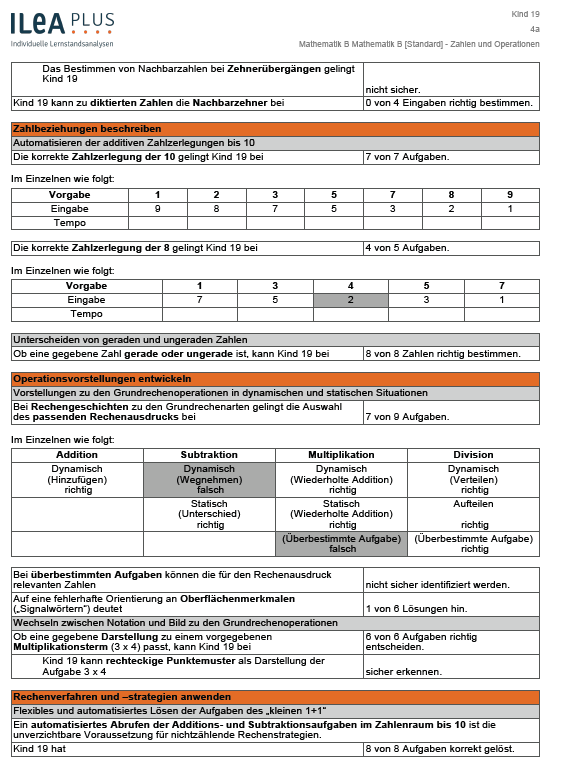 ILeA PLUS
Individuelle Lernstandsanalysen
Kind 19
4a
Mathematik B Mathematik B [Standard] - Zahlen und Operationen
Das Bestimmen von Nachbarzahlen bei Zehnerübergängen gelingt
Kind 19
nicht sicher.
Kind 19 kann zu diktierten Zahlen die Nachbarzehner bei 0 von 4 Eingaben richtig bestimmen.
Zahlbeziehungen beschreiben
Automatisieren der additiven Zahlzerlegungen bis 10
Die korrekte Zahlzerlegung der 10 gelingt Kind 19 bei 7 von 7 Aufgaben.
Im Einzelnen wie folgt:
Vorgabe 1 2 3 5 7 8 9
Eingabe 9 8 7 5 3 2 1
Tempo
Die korrekte Zahlzerlegung der 8 gelingt Kind 19 bei 4 von 5 Aufgaben.
Im Einzelnen wie folgt:
Vorgabe 1 3 4 5 7
Eingabe 7 5 2 3 1
Tempo
Unterscheiden von geraden und ungeraden Zahlen
Ob eine gegebene Zahl gerade oder ungerade ist, kann Kind 19 bei 8 von 8 Zahlen richtig bestimmen.
Operationsvorstellungen entwickeln
Vorstellungen zu den Grundrechenoperationen in dynamischen und statischen Situationen
Bei Rechengeschichten zu den Grundrechenarten gelingt die Auswahl
des passenden Rechenausdrucks bei 7 von 9 Aufgaben.
Im Einzelnen wie folgt:
Addition Subtraktion Multiplikation Division
Dynamisch Dynamisch Dynamisch Dynamisch
(Hinzufügen) (Wegnehmen) (Wiederholte Addition) (Verteilen)
richtig falsch richtig richtig
Statisch Statisch Aufteilen
(Unterschied) (Wiederholte Addition)
richtig richtig richtig
(Überbestimmte Aufgabe) (Überbestimmte Aufgabe)
falsch richtig
Bei überbestimmten Aufgaben können die für den Rechenausdruck
relevanten Zahlen nicht sicher identifiziert werden.
Auf eine fehlerhafte Orientierung an Oberflächenmerkmalen
(„Signalwörtern“) deutet 1 von 6 Lösungen hin.
Wechseln zwischen Notation und Bild zu den Grundrechenoperationen
Ob eine gegebene Darstellung zu einem vorgegebenen 6 von 6 Aufgaben richtig
Multiplikationsterm (3 x 4) passt, kann Kind 19 bei entscheiden.
Kind 19 kann rechteckige Punktemuster als Darstellung der
Aufgabe 3 x 4 sicher erkennen.
Rechenverfahren und –strategien anwenden
Flexibles und automatisiertes Lösen der Aufgaben des „kleinen 1+1“
Ein automatisiertes Abrufen der Additions- und Subtraktionsaufgaben im Zahlenraum bis 10 ist die
unverzichtbare Voraussetzung für nichtzählende Rechenstrategien.
Kind 19 hat 8 von 8 Aufgaben korrekt gelöst.